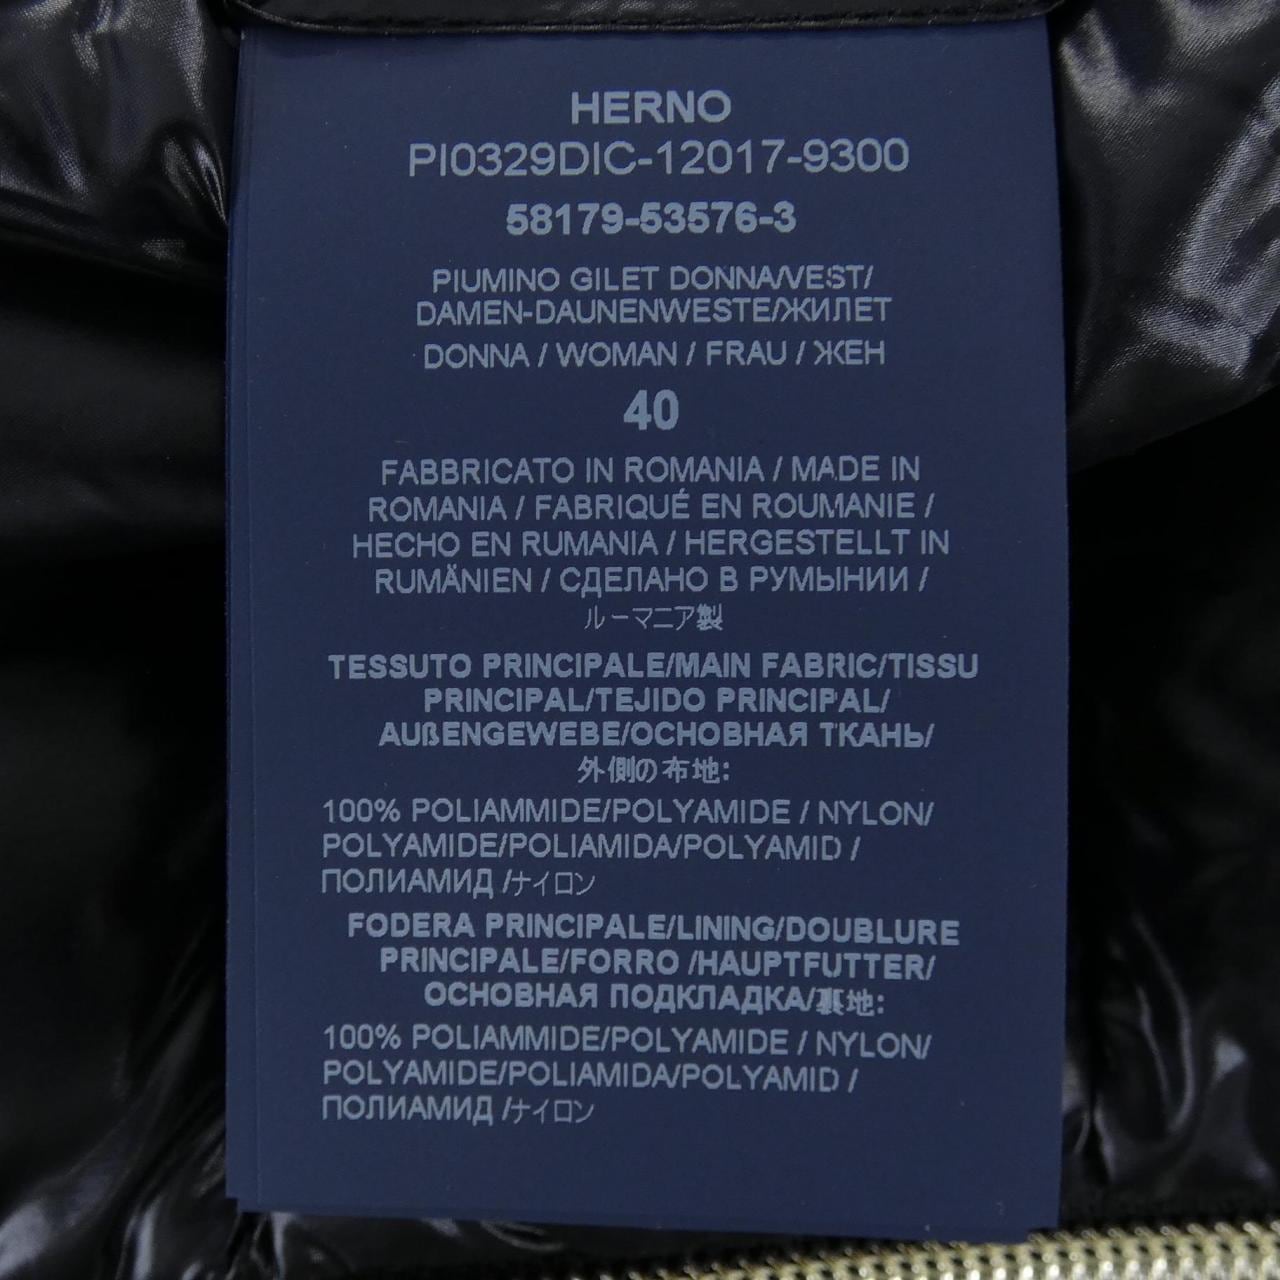 HERNO
PI0329DIC-12017-9300
58179-53576-3
PIUMINO GILET DONNA/VEST/
DAMEN-DAUNENWESTE/ЖИЛЕТ
DONNA / WOMAN / FRAU / ЖЕН
40
FABBRICATO IN ROMANIA / MADE IN
ROMANIA / FABRIQUÉ EN ROUMANIE /
HECHO EN RUMANIA / HERGESTELLT IN
RUMÄNIEN / СДЕЛАНО В РУМЫНИИ /
ルーマニア製
TESSUTO PRINCIPALE/MAIN FABRIC/TISSU
PRINCIPAL/TEJIDO PRINCIPAL/
AUßENGEWEBE/ОСНОВНАЯ ТКАНЬ/
外側の布地:
100% POLIAMMIDE/POLYAMIDE / NYLON/
POLYAMIDE/POLIAMIDA/POLYAMID /
ПОЛИАМИД /ナイロン
FODERA PRINCIPALE/LINING/DOUBLURE
PRINCIPALE/FORRO /HAUPTFUTTER/
ОСНОВНАЯ ПОДКЛАДКА/裏地:
100% POLIAMMIDE/POLYAMIDE / NYLON/
POLYAMIDE/POLIAMIDA/POLYAMID /
ПОЛИАМИД /ナイロン